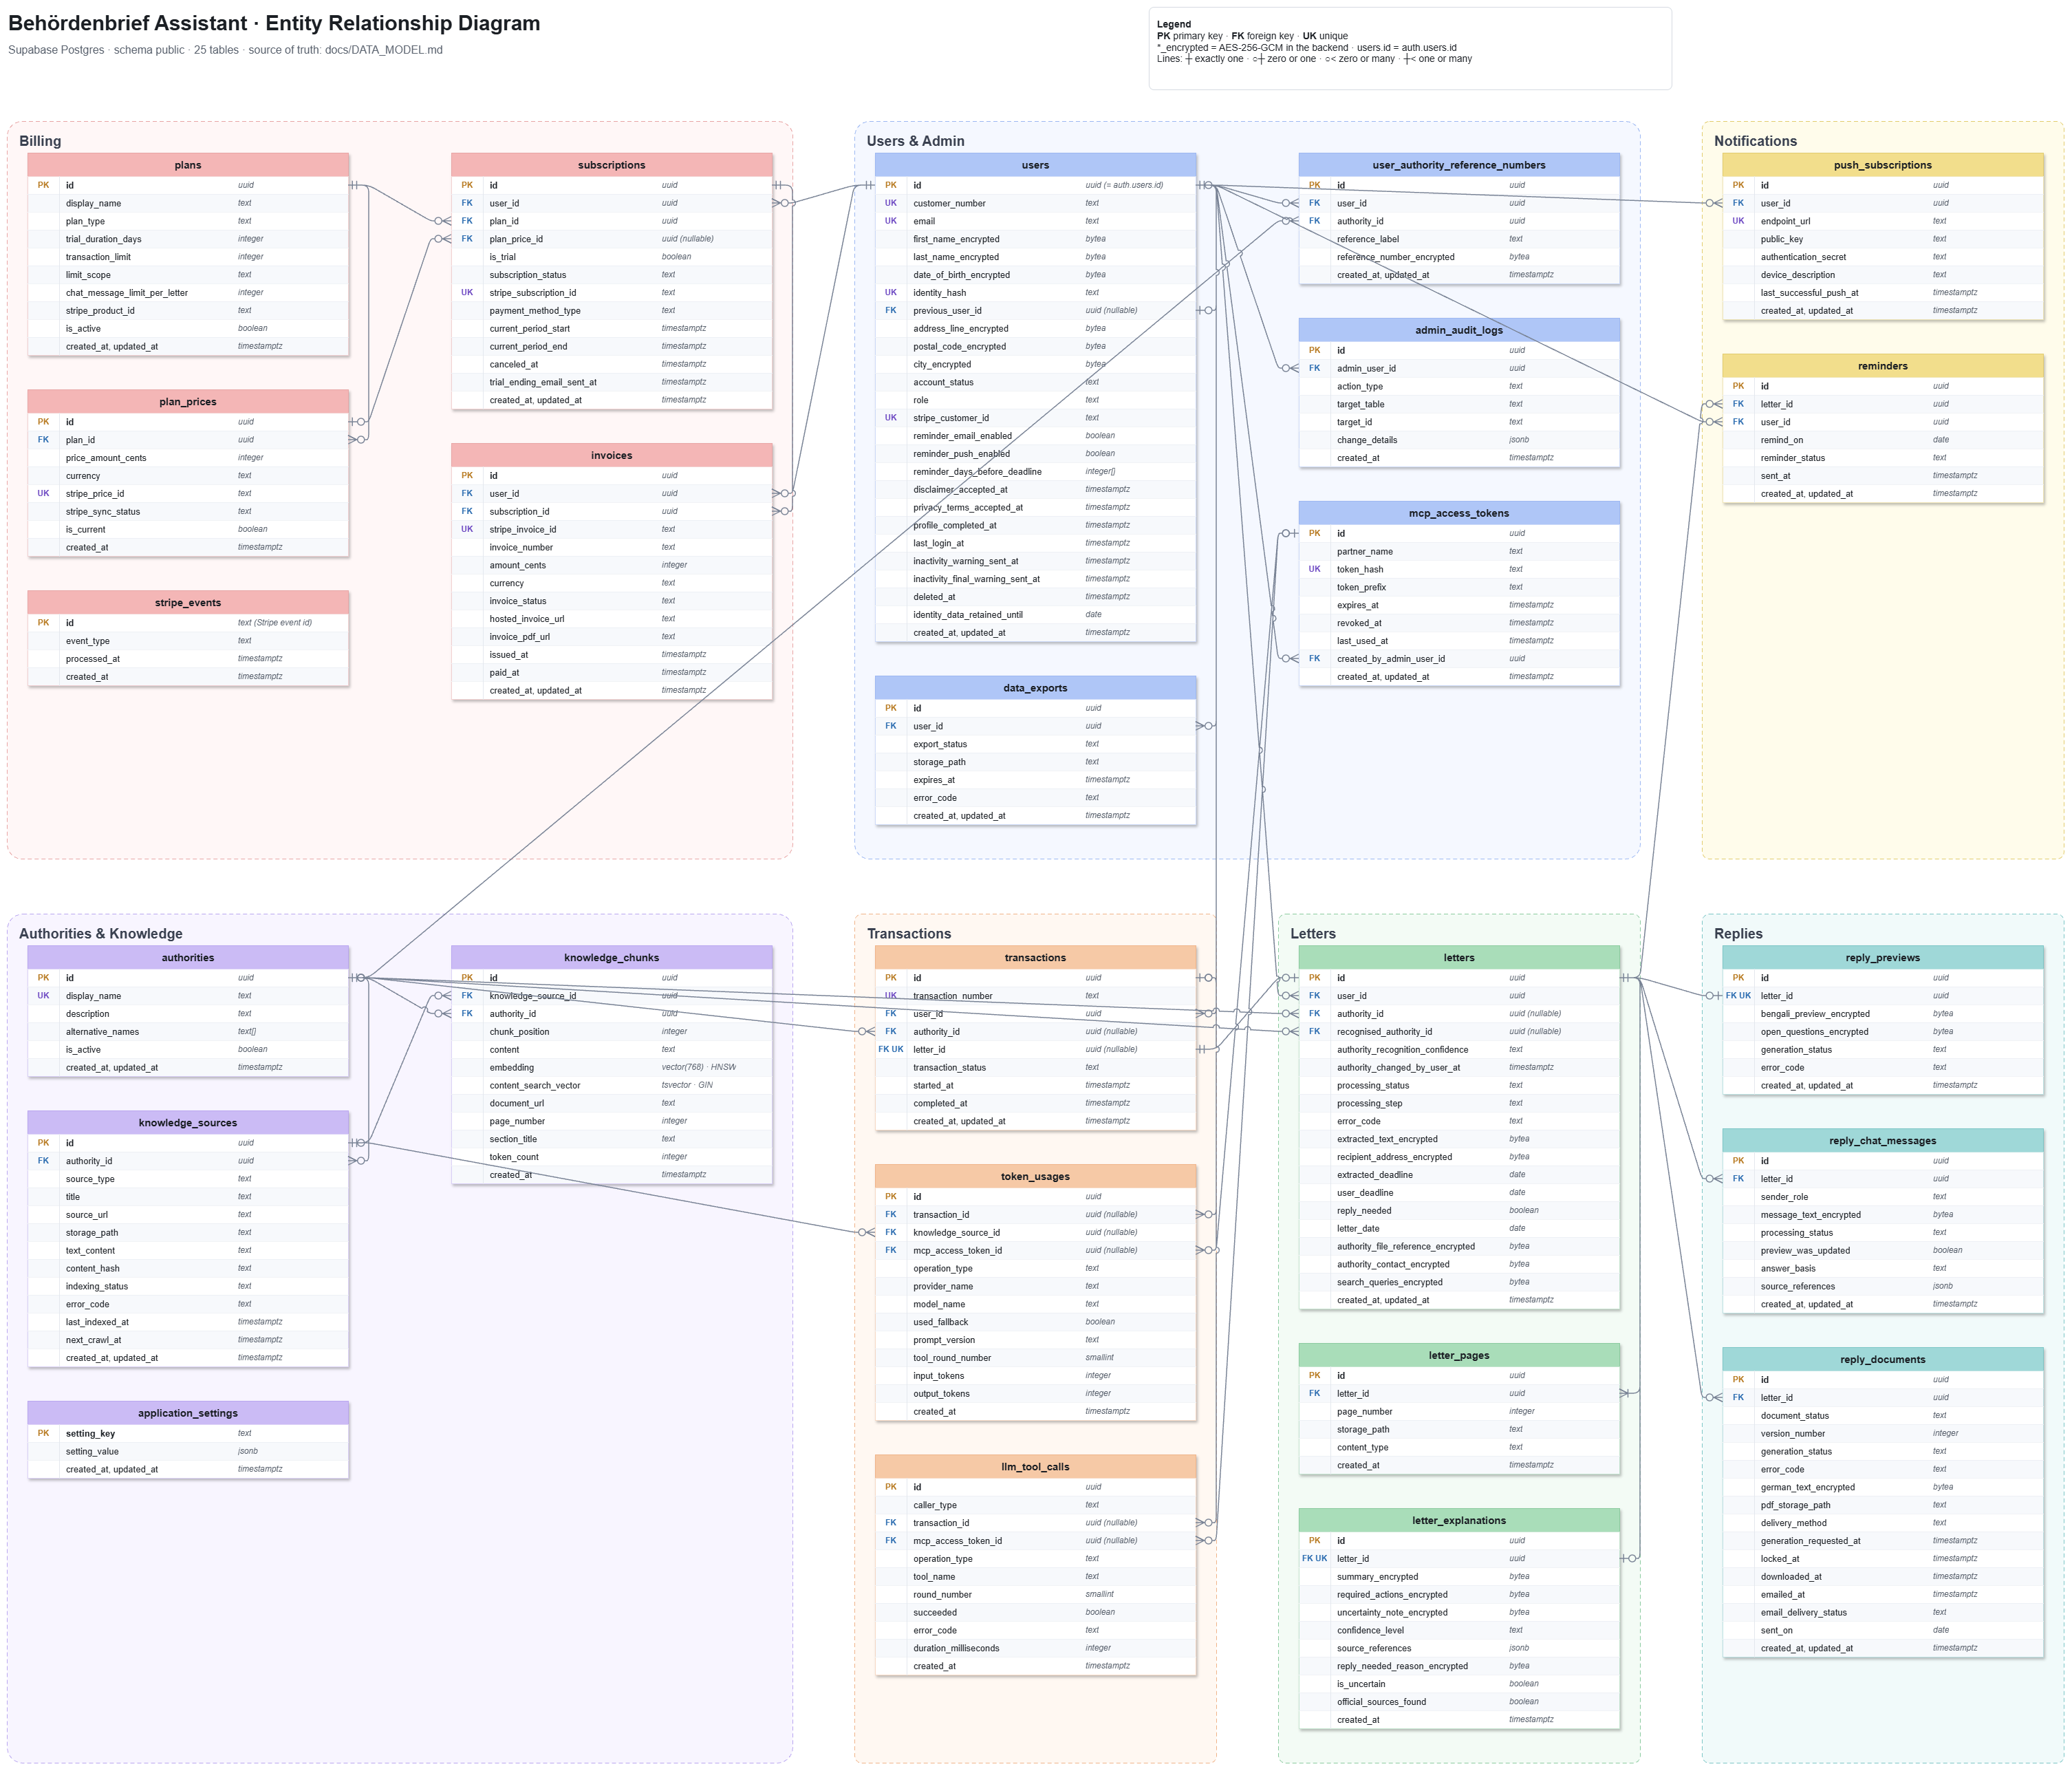 Behördenbrief Assistant · Entity Relationship Diagram
Supabase Postgres · schema public · 25 tables · source of truth: docs/DATA_MODEL.md
Legend
PK primary key · FK foreign key · UK unique
*_encrypted = AES-256-GCM in the backend · users.id = auth.users.id
Lines: ┼ exactly one · ○┼ zero or one · ○< zero or many · ┼< one or many
Billing
plans
PK id uuid
display_name text
plan_type text
trial_duration_days integer
transaction_limit integer
limit_scope text
chat_message_limit_per_letter integer
stripe_product_id text
is_active boolean
created_at, updated_at timestamptz
plan_prices
PK id uuid
FK plan_id uuid
price_amount_cents integer
currency text
UK stripe_price_id text
stripe_sync_status text
is_current boolean
created_at timestamptz
stripe_events
PK id text (Stripe event id)
event_type text
processed_at timestamptz
created_at timestamptz
subscriptions
PK id uuid
FK user_id uuid
FK plan_id uuid
FK plan_price_id uuid (nullable)
is_trial boolean
subscription_status text
UK stripe_subscription_id text
payment_method_type text
current_period_start timestamptz
current_period_end timestamptz
canceled_at timestamptz
trial_ending_email_sent_at timestamptz
created_at, updated_at timestamptz
invoices
PK id uuid
FK user_id uuid
FK subscription_id uuid
UK stripe_invoice_id text
invoice_number text
amount_cents integer
currency text
invoice_status text
hosted_invoice_url text
invoice_pdf_url text
issued_at timestamptz
paid_at timestamptz
created_at, updated_at timestamptz
Users & Admin
users
PK id uuid (= auth.users.id)
UK customer_number text
UK email text
first_name_encrypted bytea
last_name_encrypted bytea
date_of_birth_encrypted bytea
UK identity_hash text
FK previous_user_id uuid (nullable)
address_line_encrypted bytea
postal_code_encrypted bytea
city_encrypted bytea
account_status text
role text
UK stripe_customer_id text
reminder_email_enabled boolean
reminder_push_enabled boolean
reminder_days_before_deadline integer[]
disclaimer_accepted_at timestamptz
privacy_terms_accepted_at timestamptz
profile_completed_at timestamptz
last_login_at timestamptz
inactivity_warning_sent_at timestamptz
inactivity_final_warning_sent_at timestamptz
deleted_at timestamptz
identity_data_retained_until date
created_at, updated_at timestamptz
data_exports
PK id uuid
FK user_id uuid
export_status text
storage_path text
expires_at timestamptz
error_code text
created_at, updated_at timestamptz
user_authority_reference_numbers
PK id uuid
FK user_id uuid
FK authority_id uuid
reference_label text
reference_number_encrypted bytea
created_at, updated_at timestamptz
admin_audit_logs
PK id uuid
FK admin_user_id uuid
action_type text
target_table text
target_id text
change_details jsonb
created_at timestamptz
mcp_access_tokens
PK id uuid
partner_name text
UK token_hash text
token_prefix text
expires_at timestamptz
revoked_at timestamptz
last_used_at timestamptz
FK created_by_admin_user_id uuid
created_at, updated_at timestamptz
Notifications
push_subscriptions
PK id uuid
FK user_id uuid
UK endpoint_url text
public_key text
authentication_secret text
device_description text
last_successful_push_at timestamptz
created_at, updated_at timestamptz
reminders
PK id uuid
FK letter_id uuid
FK user_id uuid
remind_on date
reminder_status text
sent_at timestamptz
created_at, updated_at timestamptz
Authorities & Knowledge
authorities
PK id uuid
UK display_name text
description text
alternative_names text[]
is_active boolean
created_at, updated_at timestamptz
knowledge_sources
PK id uuid
FK authority_id uuid
source_type text
title text
source_url text
storage_path text
text_content text
content_hash text
indexing_status text
error_code text
last_indexed_at timestamptz
next_crawl_at timestamptz
created_at, updated_at timestamptz
application_settings
PK setting_key text
setting_value jsonb
created_at, updated_at timestamptz
knowledge_chunks
PK id uuid
FK knowledge_source_id uuid
FK authority_id uuid
chunk_position integer
content text
embedding vector(768) · HNSW
content_search_vector tsvector · GIN
document_url text
page_number integer
section_title text
token_count integer
created_at timestamptz
Transactions
transactions
PK id uuid
UK transaction_number text
FK user_id uuid
FK authority_id uuid (nullable)
FK UK letter_id uuid (nullable)
transaction_status text
started_at timestamptz
completed_at timestamptz
created_at, updated_at timestamptz
token_usages
PK id uuid
FK transaction_id uuid (nullable)
FK knowledge_source_id uuid (nullable)
FK mcp_access_token_id uuid (nullable)
operation_type text
provider_name text
model_name text
used_fallback boolean
prompt_version text
tool_round_number smallint
input_tokens integer
output_tokens integer
created_at timestamptz
llm_tool_calls
PK id uuid
caller_type text
FK transaction_id uuid (nullable)
FK mcp_access_token_id uuid (nullable)
operation_type text
tool_name text
round_number smallint
succeeded boolean
error_code text
duration_milliseconds integer
created_at timestamptz
Letters
letters
PK id uuid
FK user_id uuid
FK authority_id uuid (nullable)
FK recognised_authority_id uuid (nullable)
authority_recognition_confidence text
authority_changed_by_user_at timestamptz
processing_status text
processing_step text
error_code text
extracted_text_encrypted bytea
recipient_address_encrypted bytea
extracted_deadline date
user_deadline date
reply_needed boolean
letter_date date
authority_file_reference_encrypted bytea
authority_contact_encrypted bytea
search_queries_encrypted bytea
created_at, updated_at timestamptz
letter_pages
PK id uuid
FK letter_id uuid
page_number integer
storage_path text
content_type text
created_at timestamptz
letter_explanations
PK id uuid
FK UK letter_id uuid
summary_encrypted bytea
required_actions_encrypted bytea
uncertainty_note_encrypted bytea
confidence_level text
source_references jsonb
reply_needed_reason_encrypted bytea
is_uncertain boolean
official_sources_found boolean
created_at timestamptz
Replies
reply_previews
PK id uuid
FK UK letter_id uuid
bengali_preview_encrypted bytea
open_questions_encrypted bytea
generation_status text
error_code text
created_at, updated_at timestamptz
reply_chat_messages
PK id uuid
FK letter_id uuid
sender_role text
message_text_encrypted bytea
processing_status text
preview_was_updated boolean
answer_basis text
source_references jsonb
created_at, updated_at timestamptz
reply_documents
PK id uuid
FK letter_id uuid
document_status text
version_number integer
generation_status text
error_code text
german_text_encrypted bytea
pdf_storage_path text
delivery_method text
generation_requested_at timestamptz
locked_at timestamptz
downloaded_at timestamptz
emailed_at timestamptz
email_delivery_status text
sent_on date
created_at, updated_at timestamptz